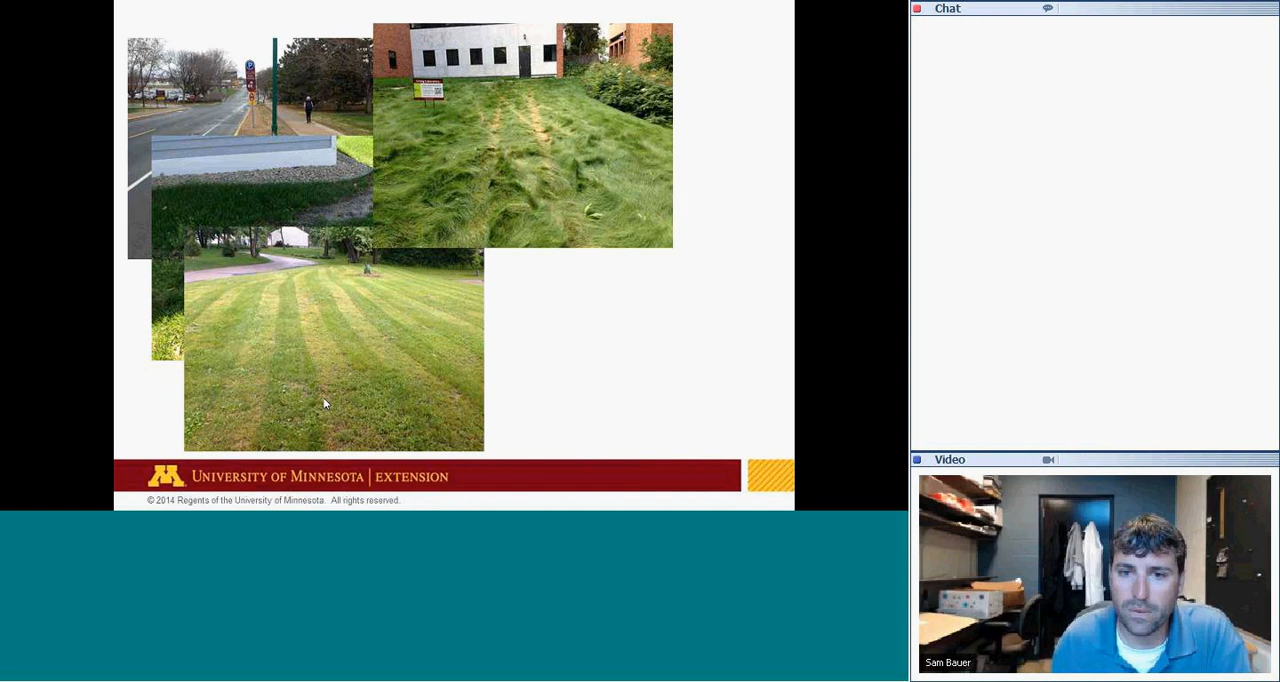 Chat
P
UNIVERSITY OF MINNESOTA | EXTENSION
© 2014 Regents of the University of Minnesota. All rights reserved.
Video
Sam Bauer